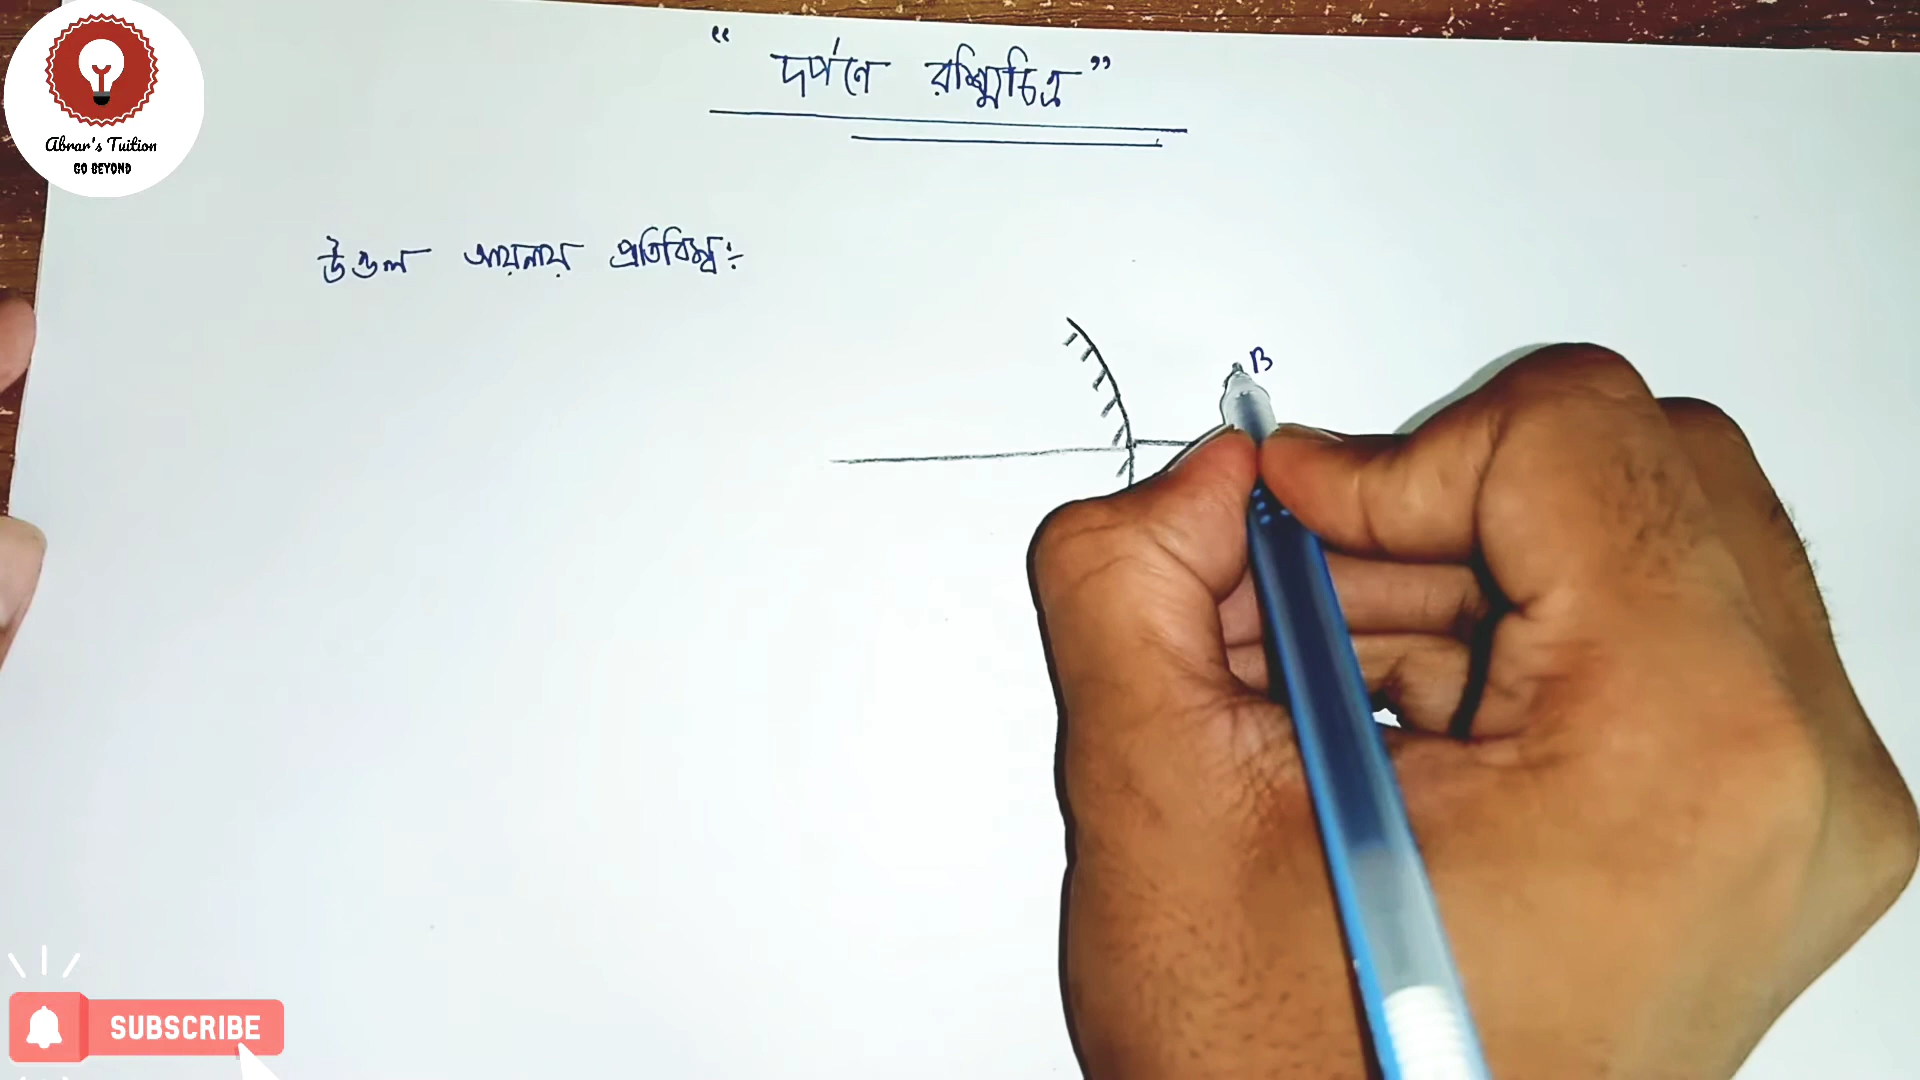 Abrar's Tuition
GO BEYOND
“ দর্পণে রশ্মিচিত্র ”
উত্তল আয়নায় প্রতিবিম্ব :-
B
SUBSCRIBE